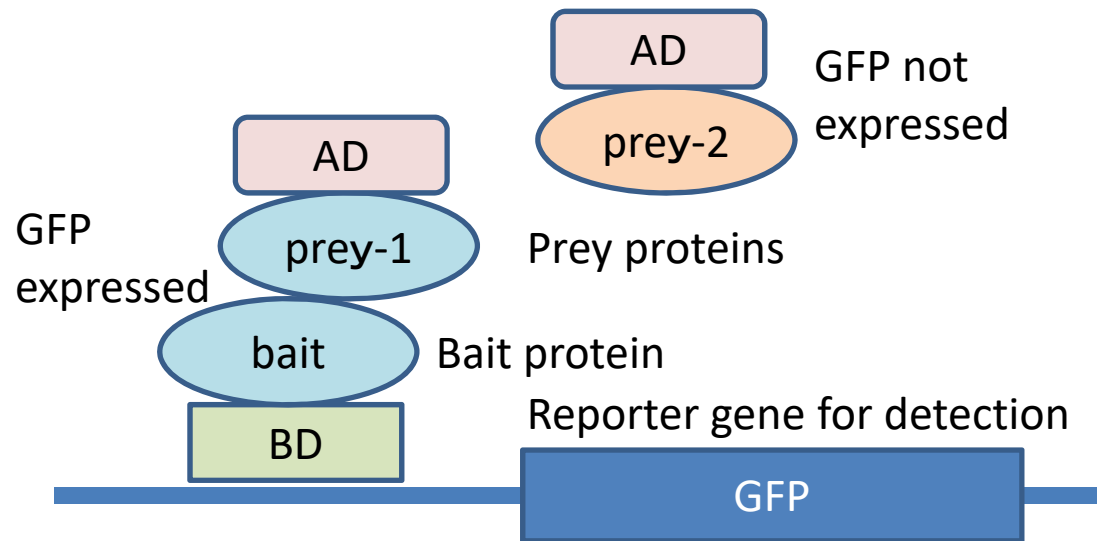 AD
prey-2
GFP not
expressed
AD
prey-1
GFP
expressed
Prey proteins
bait
Bait protein
BD
Reporter gene for detection
GFP